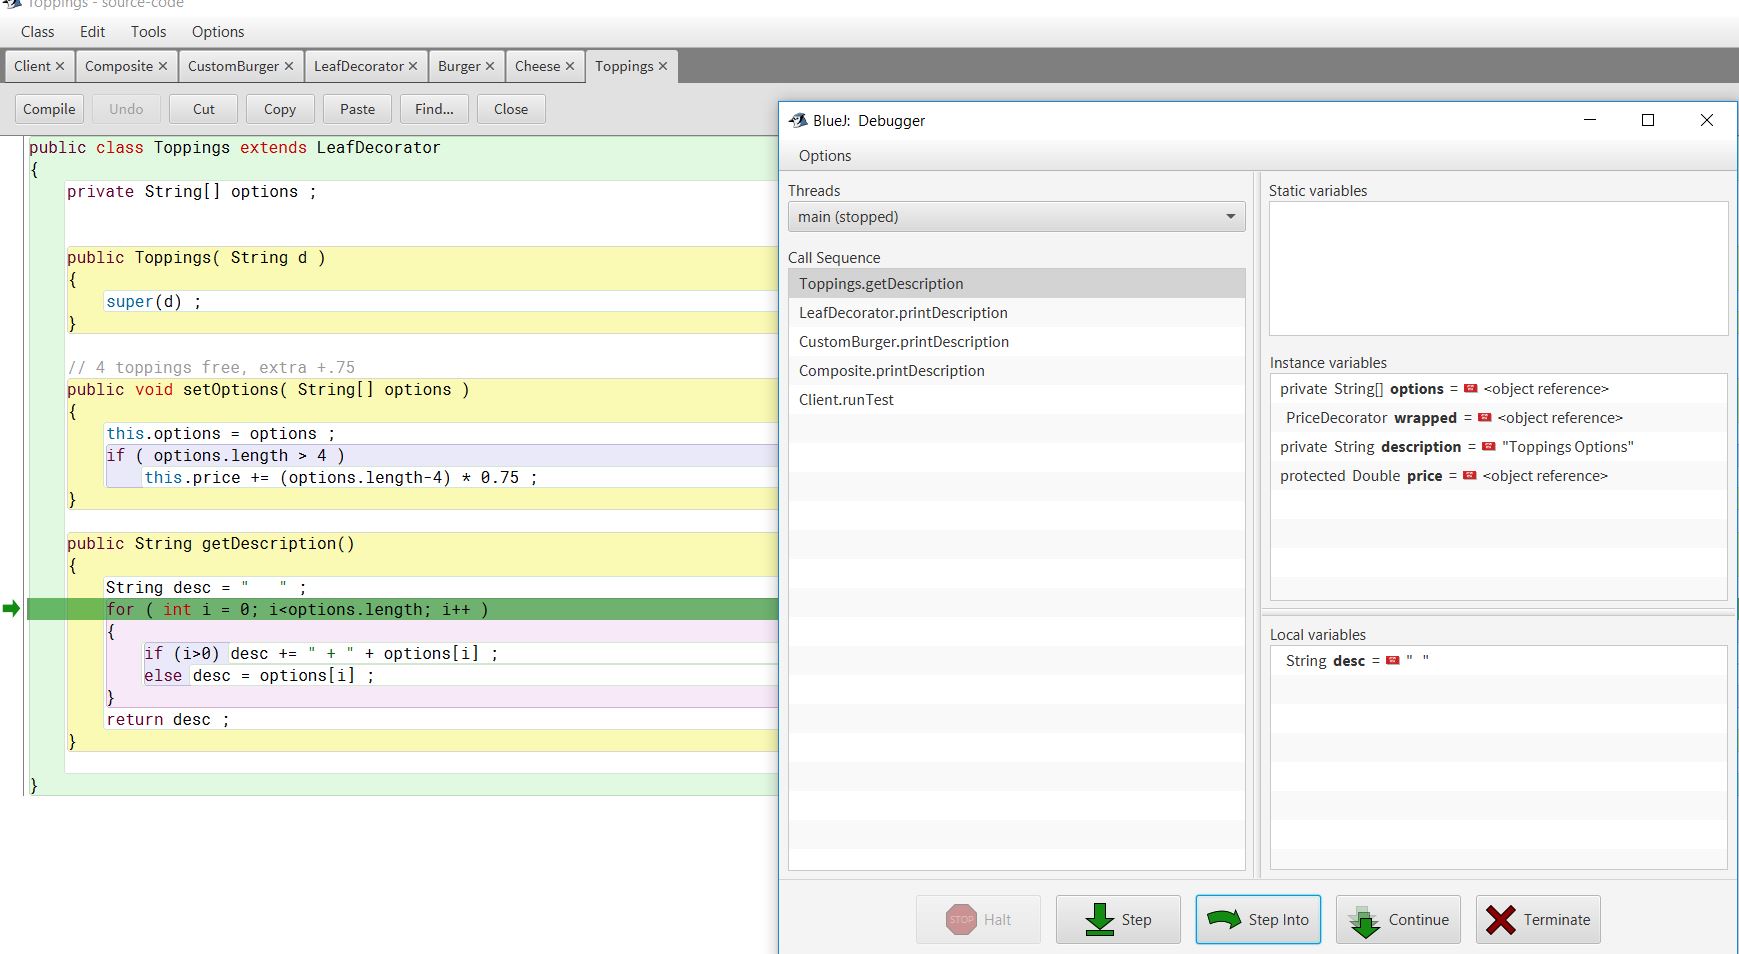 Toppings - source-code
Class Edit Tools Options
Client × Composite × CustomBurger × LeafDecorator × Burger × Cheese × Toppings ×
Compile Undo Cut Copy Paste Find... Close
public class Toppings extends LeafDecorator
{
private String[] options ;
public Toppings( String d )
{
super(d) ;
}
// 4 toppings free, extra +.75
public void setOptions( String[] options )
{
this.options = options ;
if ( options.length > 4 )
this.price += (options.length-4) * 0.75 ;
}
public String getDescription()
{
String desc = "   " ;
for ( int i = 0; i<options.length; i++ )
{
if (i>0) desc += " + " + options[i] ;
else desc = options[i] ;
}
return desc ;
}
}
BlueJ: Debugger
Options
Threads
main (stopped)
Call Sequence
Toppings.getDescription
LeafDecorator.printDescription
CustomBurger.printDescription
Composite.printDescription
Client.runTest
Static variables
Instance variables
private String[] options = <object reference>
PriceDecorator wrapped = <object reference>
private String description = "Toppings Options"
protected Double price = <object reference>
Local variables
String desc = "   "
STOP Halt Step Step Into Continue Terminate